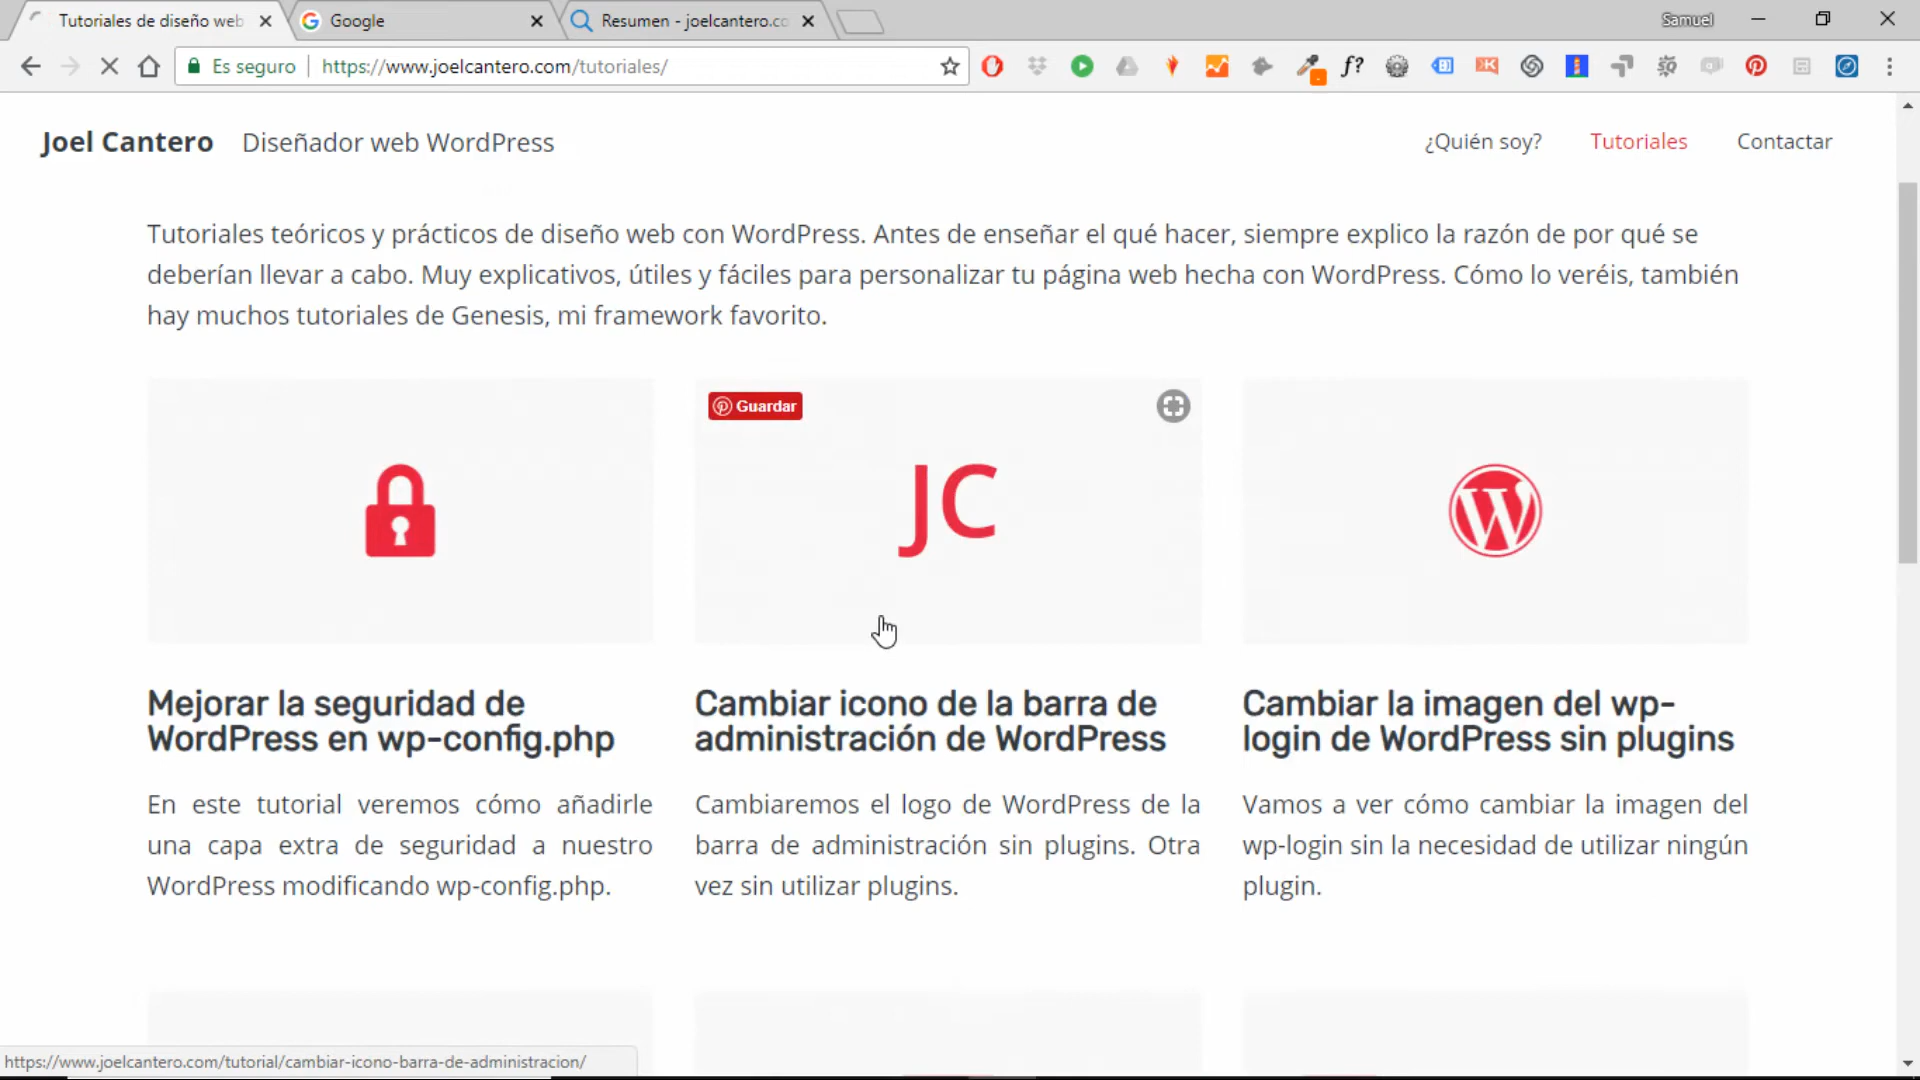 Tutoriales de diseño web
Google
Resumen - joelcantero.co
Samuel
Es seguro
https://www.joelcantero.com/tutoriales/
f?
Joel Cantero
Diseñador web WordPress
¿Quién soy?
Tutoriales
Contactar
Tutoriales teóricos y prácticos de diseño web con WordPress. Antes de enseñar el qué hacer, siempre explico la razón de por qué se
deberían llevar a cabo. Muy explicativos, útiles y fáciles para personalizar tu página web hecha con WordPress. Cómo lo veréis, también
hay muchos tutoriales de Genesis, mi framework favorito.
Guardar
JC
Mejorar la seguridad de
WordPress en wp-config.php
En este tutorial veremos cómo añadirle
una capa extra de seguridad a nuestro
WordPress modificando wp-config.php.
Cambiar icono de la barra de
administración de WordPress
Cambiaremos el logo de WordPress de la
barra de administración sin plugins. Otra
vez sin utilizar plugins.
Cambiar la imagen del wp-
login de WordPress sin plugins
Vamos a ver cómo cambiar la imagen del
wp-login sin la necesidad de utilizar ningún
plugin.
https://www.joelcantero.com/tutorial/cambiar-icono-barra-de-administracion/